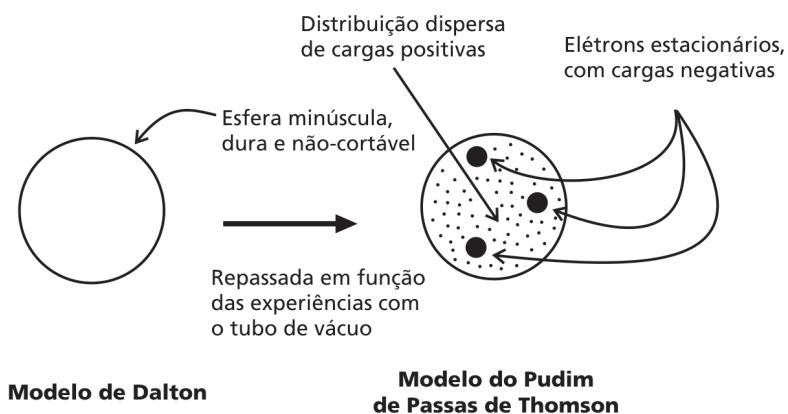 Distribuição dispersa
de cargas positivas
Elétrons estacionários,
com cargas negativas
Esfera minúscula,
dura e não-cortável
Repassada em função
das experiências com
o tubo de vácuo
Modelo de Dalton
Modelo do Pudim
de Passas de Thomson